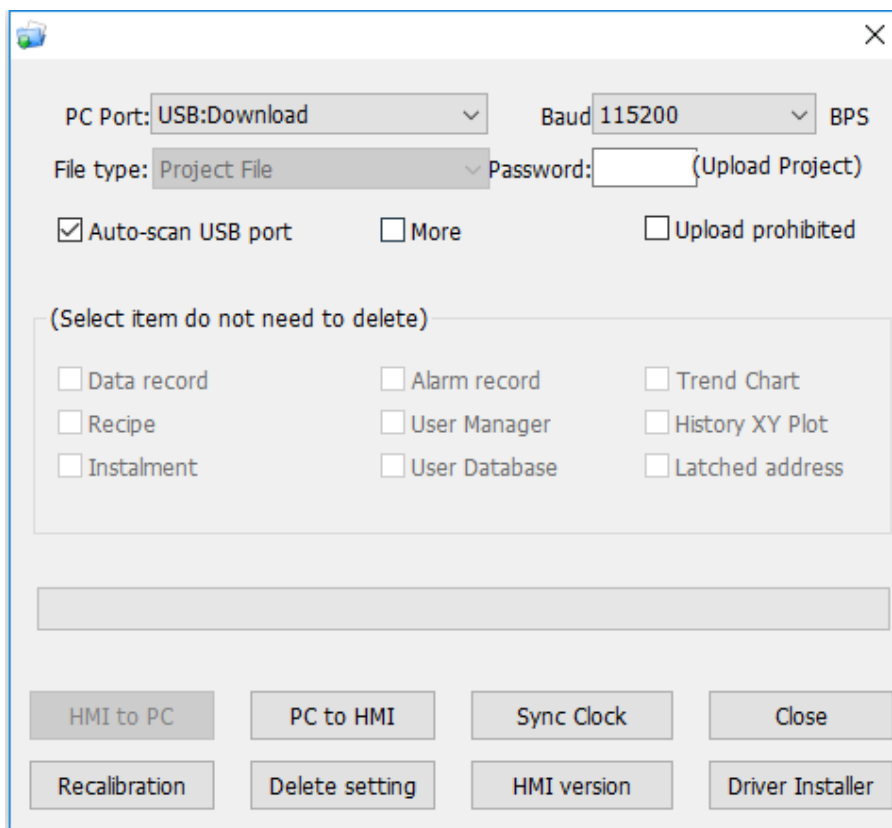 PC Port: USB:Download Baud 115200 BPS
File type: Project File Password: (Upload Project)
Auto-scan USB port More Upload prohibited
(Select item do not need to delete)
Data record Alarm record Trend Chart
Recipe User Manager History XY Plot
Instalment User Database Latched address
HMI to PC PC to HMI Sync Clock Close
Recalibration Delete setting HMI version Driver Installer